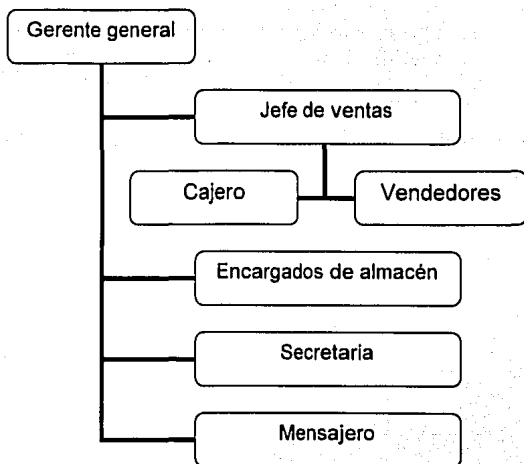 Gerente general
Jefe de ventas
Cajero
Vendedores
Encargados de almacén
Secretaria
Mensajero